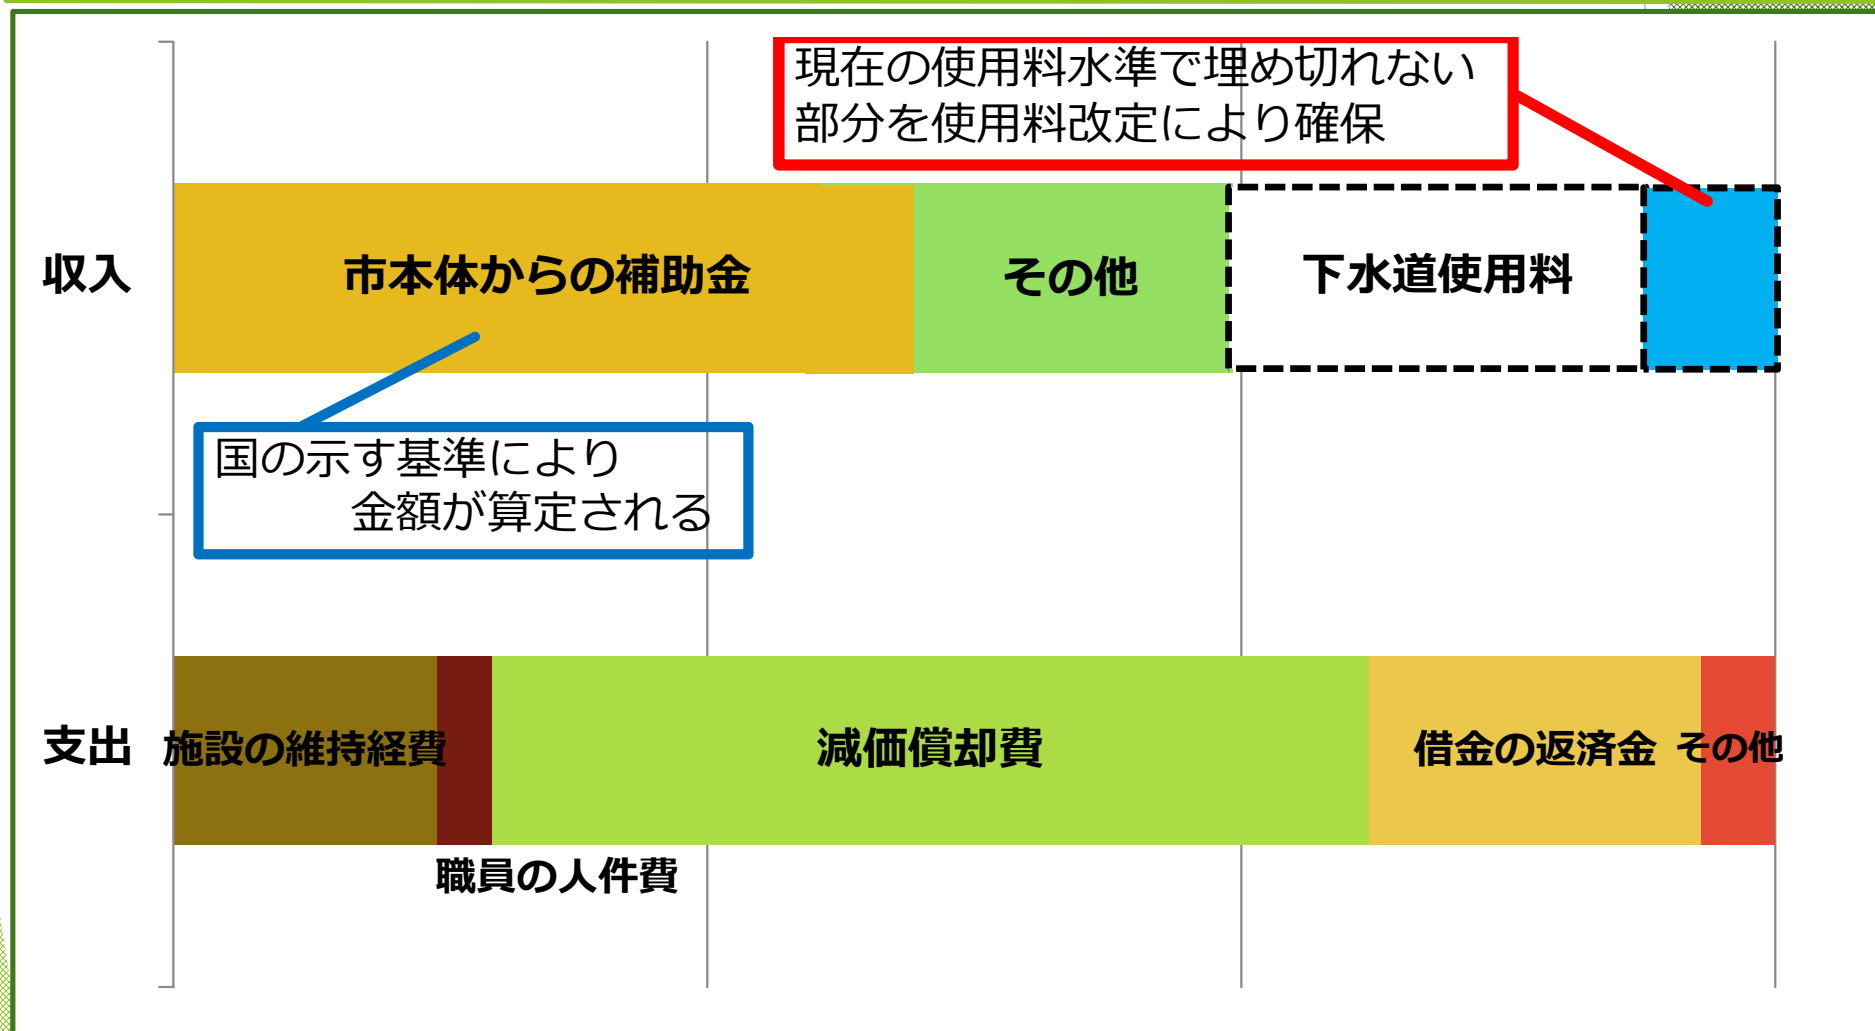 現在の使用料水準で埋め切れない
部分を使用料改定により確保
収入
市本体からの補助金
その他
下水道使用料
国の示す基準により
金額が算定される
支出
施設の維持経費
減価償却費
借金の返済金
その他
職員の人件費